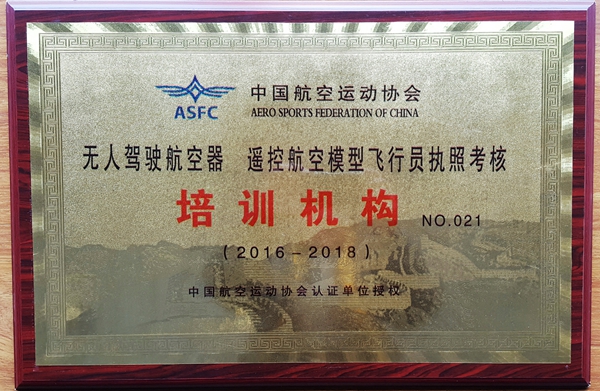 ASFC
中国航空运动协会
AERO SPORTS FEDERATION OF CHINA
无人驾驶航空器 遥控航空模型飞行员执照考核
培训机构 NO.021
(2016-2018)
中国航空运动协会认证单位授权